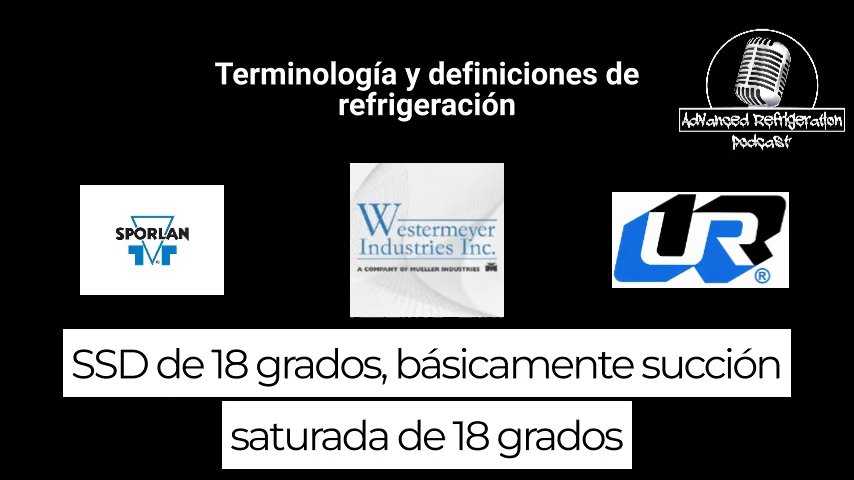 Terminología y definiciones de
refrigeración
Advanced Refrigeration
Podcast
SPORLAN
Westermeyer
Industries Inc.
A COMPANY OF MUELLER INDUSTRIES
UR
®
SSD de 18 grados, básicamente succión
saturada de 18 grados